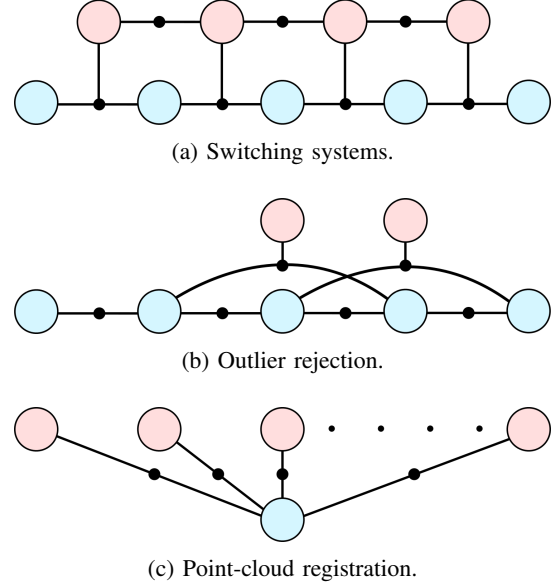 (a) Switching systems.
(b) Outlier rejection.
(c) Point-cloud registration.